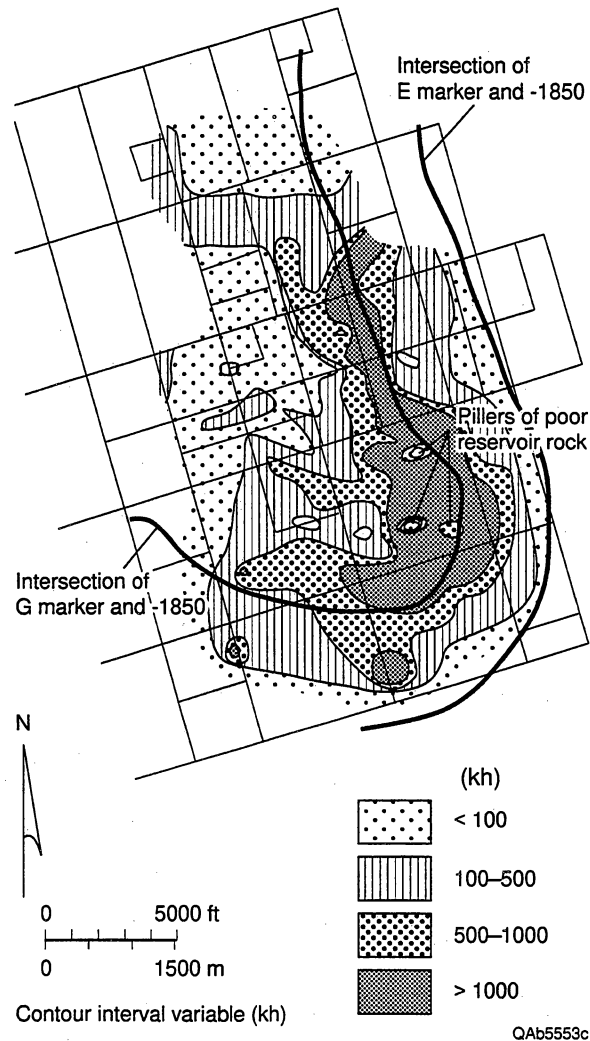 Intersection of
E marker and -1850
Pillers of poor
reservoir rock
Intersection of
G marker and -1850
N
(kh)
< 100
100–500
500–1000
> 1000
0 5000 ft
0 1500 m
Contour interval variable (kh)
QAb5553c